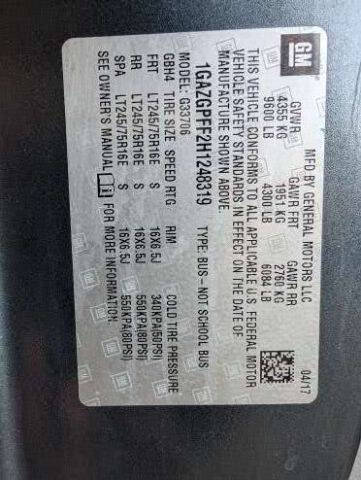 GM
MFD BY GENERAL MOTORS LLC 04/17
GVWR GAWR FRT GAWR RR
4355 KG 1951 KG 2760 KG
9600 LB 4300 LB 6084 LB
THIS VEHICLE CONFORMS TO ALL APPLICABLE U.S. FEDERAL MOTOR
VEHICLE SAFETY STANDARDS IN EFFECT ON THE DATE OF
MANUFACTURE SHOWN ABOVE.
1GAZGPFF2H1248319 TYPE: BUS-NOT SCHOOL BUS
MODEL: G33706
GBH4 TIRE SIZE SPEED RTG RIM COLD TIRE PRESSURE
FRT LT245/75R16E S 16X6.5J 340KPA(50PSI)
RR LT245/75R16E S 16X6.5J 550KPA(80PSI)
SPA LT245/75R16E S 16X6.5J 550KPA(80PSI)
SEE OWNER'S MANUAL